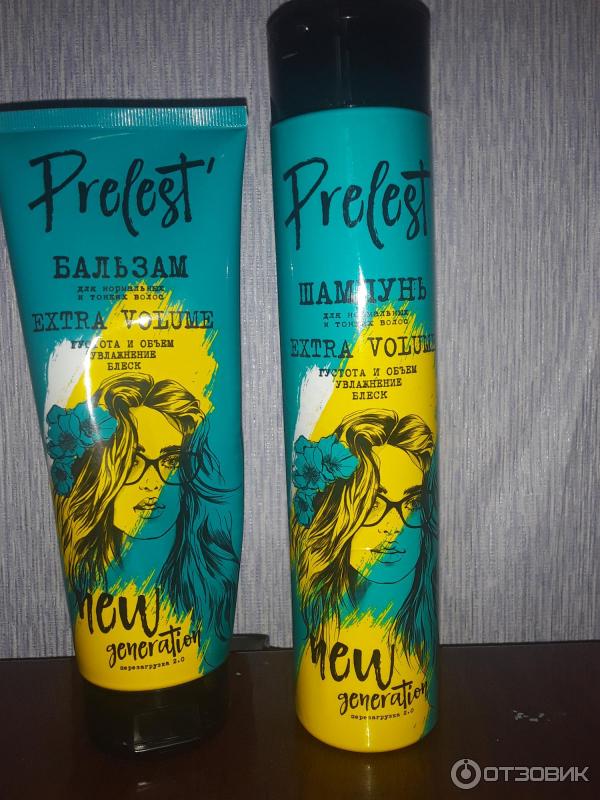 Prelest'
БАЛЬЗАМ
для нормальных
и тонких волос
EXTRA VOLUME
ГУСТОТА И ОБЪЕМ
УВЛАЖНЕНИЕ
БЛЕСК
new
generation
перезагрузка 2.0
Prelest'
ШАМПУНЬ
для нормальных
и тонких волос
EXTRA VOLUME
ГУСТОТА И ОБЪЕМ
УВЛАЖНЕНИЕ
БЛЕСК
new
generation
перезагрузка 2.0
ОТЗОВИК